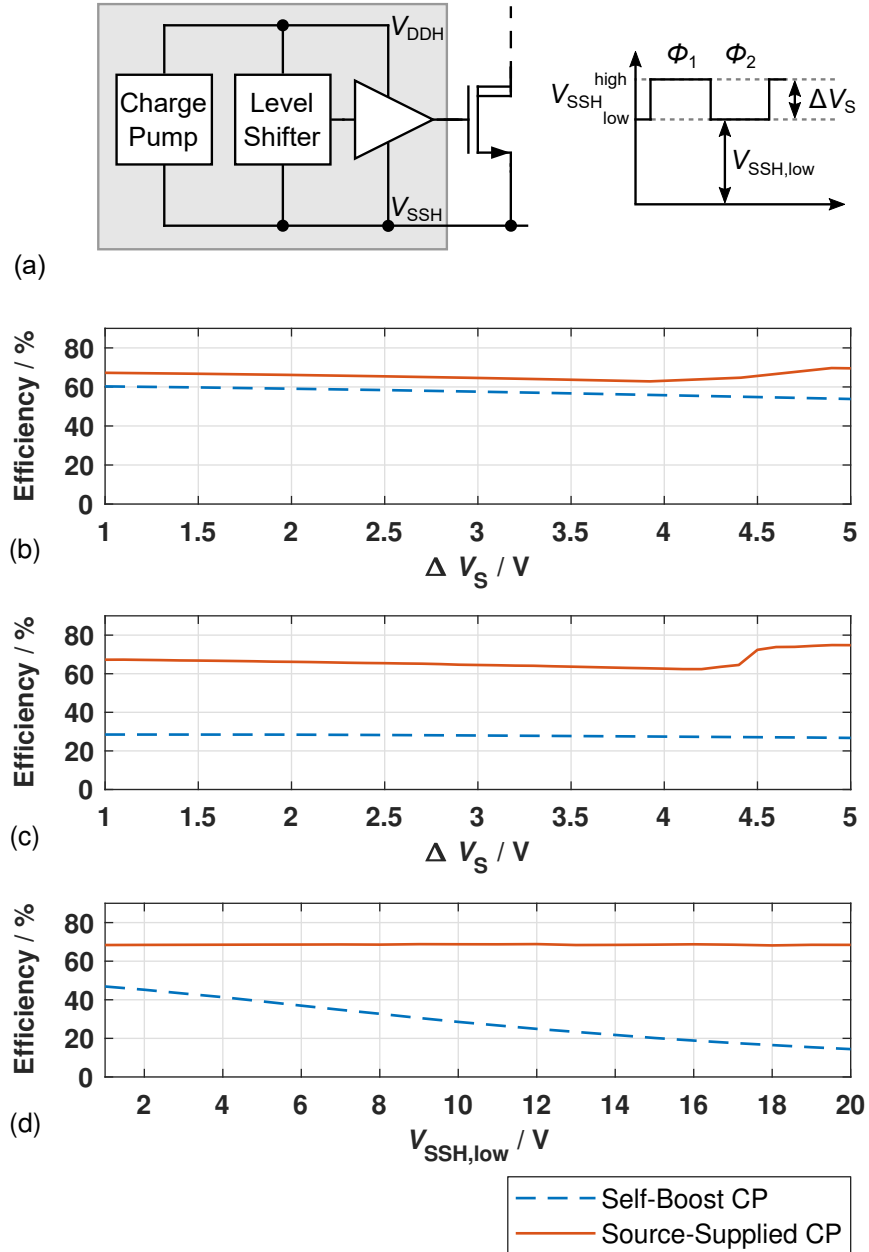 V_DDH
Charge Pump
Level Shifter
V_SSH
(a)
Φ_1 Φ_2
high
V_SSH
low
ΔV_S
V_SSH,low
Efficiency / %
80
60
40
20
0
1 1.5 2 2.5 3 3.5 4 4.5 5
(b)
Δ V_S / V
Efficiency / %
80
60
40
20
0
1 1.5 2 2.5 3 3.5 4 4.5 5
(c)
Δ V_S / V
Efficiency / %
80
60
40
20
0
2 4 6 8 10 12 14 16 18 20
(d)
V_SSH,low / V
Self-Boost CP
Source-Supplied CP